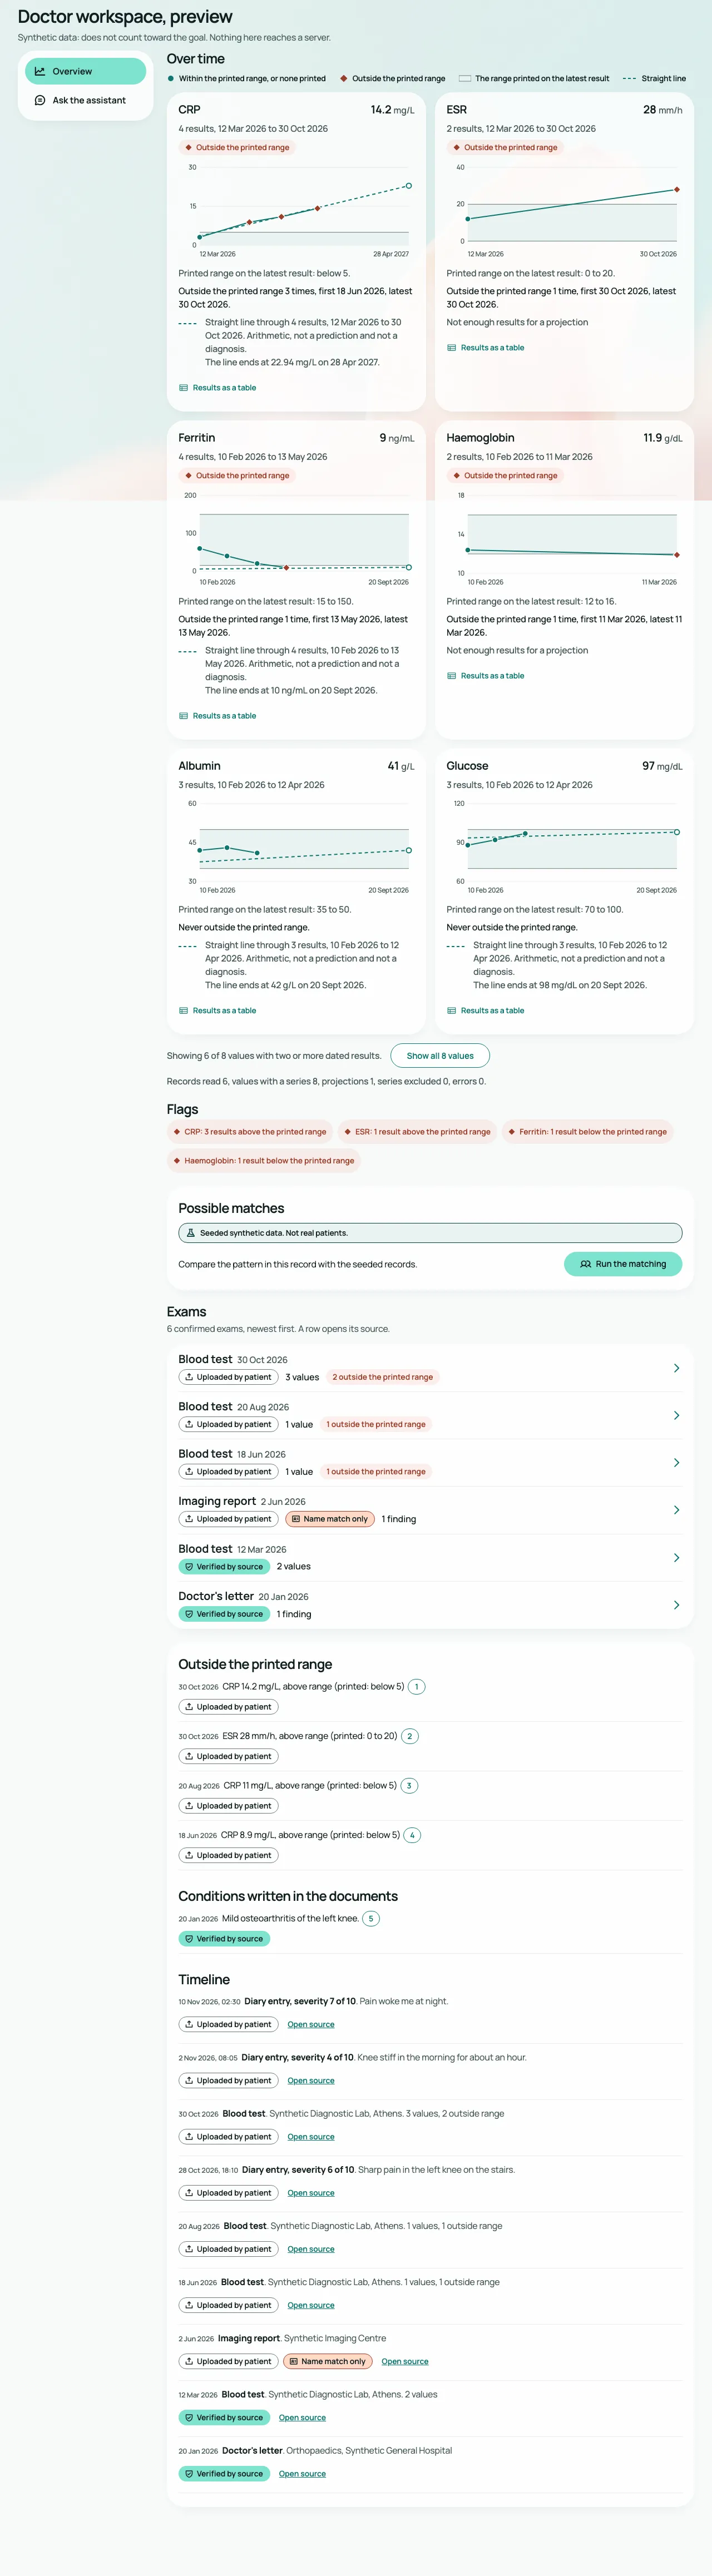 Doctor workspace, preview
Synthetic data: does not count toward the goal. Nothing here reaches a server.
Overview
Ask the assistant
Over time
Within the printed range, or none printed
Outside the printed range
The range printed on the latest result
Straight line
CRP
14.2 mg/L
4 results, 12 Mar 2026 to 30 Oct 2026
Outside the printed range
30
15
0
12 Mar 2026
28 Apr 2027
Printed range on the latest result: below 5.
Outside the printed range 3 times, first 18 Jun 2026, latest
30 Oct 2026.
Straight line through 4 results, 12 Mar 2026 to 30
Oct 2026. Arithmetic, not a prediction and not a
diagnosis.
The line ends at 22.94 mg/L on 28 Apr 2027.
Results as a table
ESR
28 mm/h
2 results, 12 Mar 2026 to 30 Oct 2026
Outside the printed range
40
20
0
12 Mar 2026
30 Oct 2026
Printed range on the latest result: 0 to 20.
Outside the printed range 1 time, first 30 Oct 2026, latest
30 Oct 2026.
Not enough results for a projection
Results as a table
Ferritin
9 ng/mL
4 results, 10 Feb 2026 to 13 May 2026
Outside the printed range
200
100
0
10 Feb 2026
20 Sept 2026
Printed range on the latest result: 15 to 150.
Outside the printed range 1 time, first 13 May 2026, latest
13 May 2026.
Straight line through 4 results, 10 Feb 2026 to 13
May 2026. Arithmetic, not a prediction and not a
diagnosis.
The line ends at 10 ng/mL on 20 Sept 2026.
Results as a table
Haemoglobin
11.9 g/dL
2 results, 10 Feb 2026 to 11 Mar 2026
Outside the printed range
18
14
10
10 Feb 2026
11 Mar 2026
Printed range on the latest result: 12 to 16.
Outside the printed range 1 time, first 11 Mar 2026, latest 11
Mar 2026.
Not enough results for a projection
Results as a table
Albumin
41 g/L
3 results, 10 Feb 2026 to 12 Apr 2026
60
45
30
10 Feb 2026
20 Sept 2026
Printed range on the latest result: 35 to 50.
Never outside the printed range.
Straight line through 3 results, 10 Feb 2026 to 12
Apr 2026. Arithmetic, not a prediction and not a
diagnosis.
The line ends at 42 g/L on 20 Sept 2026.
Results as a table
Glucose
97 mg/dL
3 results, 10 Feb 2026 to 12 Apr 2026
120
90
60
10 Feb 2026
20 Sept 2026
Printed range on the latest result: 70 to 100.
Never outside the printed range.
Straight line through 3 results, 10 Feb 2026 to 12
Apr 2026. Arithmetic, not a prediction and not a
diagnosis.
The line ends at 98 mg/dL on 20 Sept 2026.
Results as a table
Showing 6 of 8 values with two or more dated results.
Show all 8 values
Records read 6, values with a series 8, projections 1, series excluded 0, errors 0.
Flags
CRP: 3 results above the printed range
ESR: 1 result above the printed range
Ferritin: 1 result below the printed range
Haemoglobin: 1 result below the printed range
Possible matches
Seeded synthetic data. Not real patients.
Compare the pattern in this record with the seeded records.
Run the matching
Exams
6 confirmed exams, newest first. A row opens its source.
Blood test 30 Oct 2026
Uploaded by patient 3 values 2 outside the printed range
Blood test 20 Aug 2026
Uploaded by patient 1 value 1 outside the printed range
Blood test 18 Jun 2026
Uploaded by patient 1 value 1 outside the printed range
Imaging report 2 Jun 2026
Uploaded by patient Name match only 1 finding
Blood test 12 Mar 2026
Verified by source 2 values
Doctor's letter 20 Jan 2026
Verified by source 1 finding
Outside the printed range
30 Oct 2026 CRP 14.2 mg/L, above range (printed: below 5) 1
Uploaded by patient
30 Oct 2026 ESR 28 mm/h, above range (printed: 0 to 20) 2
Uploaded by patient
20 Aug 2026 CRP 11 mg/L, above range (printed: below 5) 3
Uploaded by patient
18 Jun 2026 CRP 8.9 mg/L, above range (printed: below 5) 4
Uploaded by patient
Conditions written in the documents
20 Jan 2026 Mild osteoarthritis of the left knee. 5
Verified by source
Timeline
10 Nov 2026, 02:30 Diary entry, severity 7 of 10. Pain woke me at night.
Uploaded by patient Open source
2 Nov 2026, 08:05 Diary entry, severity 4 of 10. Knee stiff in the morning for about an hour.
Uploaded by patient Open source
30 Oct 2026 Blood test. Synthetic Diagnostic Lab, Athens. 3 values, 2 outside range
Uploaded by patient Open source
28 Oct 2026, 18:10 Diary entry, severity 6 of 10. Sharp pain in the left knee on the stairs.
Uploaded by patient Open source
20 Aug 2026 Blood test. Synthetic Diagnostic Lab, Athens. 1 values, 1 outside range
Uploaded by patient Open source
18 Jun 2026 Blood test. Synthetic Diagnostic Lab, Athens. 1 values, 1 outside range
Uploaded by patient Open source
2 Jun 2026 Imaging report. Synthetic Imaging Centre
Uploaded by patient Name match only Open source
12 Mar 2026 Blood test. Synthetic Diagnostic Lab, Athens. 2 values
Verified by source Open source
20 Jan 2026 Doctor's letter. Orthopaedics, Synthetic General Hospital
Verified by source Open source